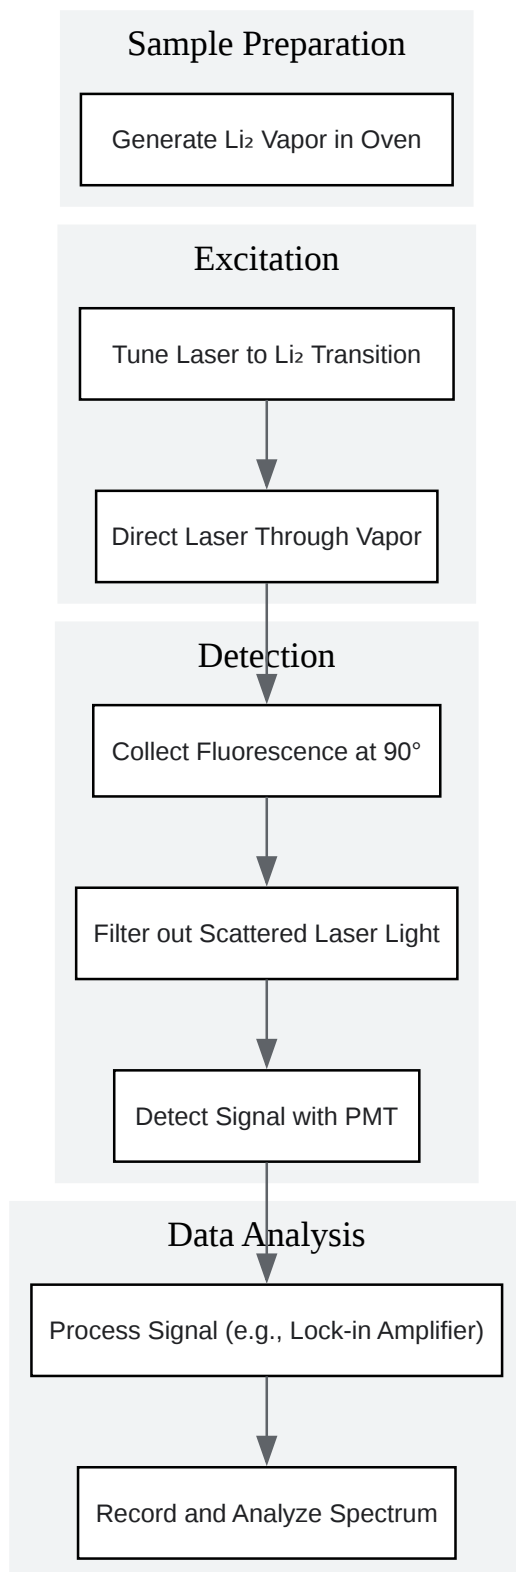 Sample Preparation
Generate Li₂ Vapor in Oven
Excitation
Tune Laser to Li₂ Transition
Direct Laser Through Vapor
Detection
Collect Fluorescence at 90°
Filter out Scattered Laser Light
Detect Signal with PMT
Data Analysis
Process Signal (e.g., Lock-in Amplifier)
Record and Analyze Spectrum